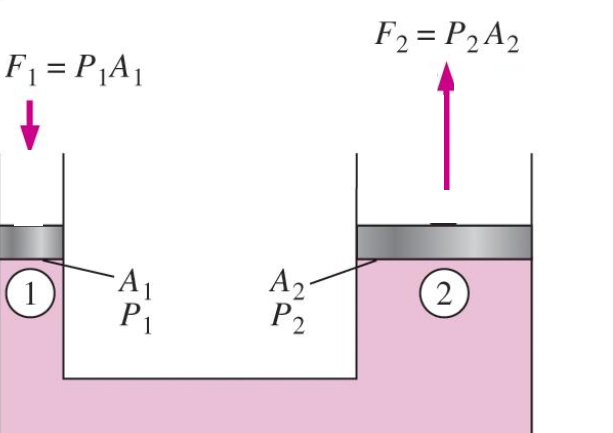 F₁ = P₁A₁
F₂ = P₂A₂
1
A₁
P₁
A₂
P₂
2